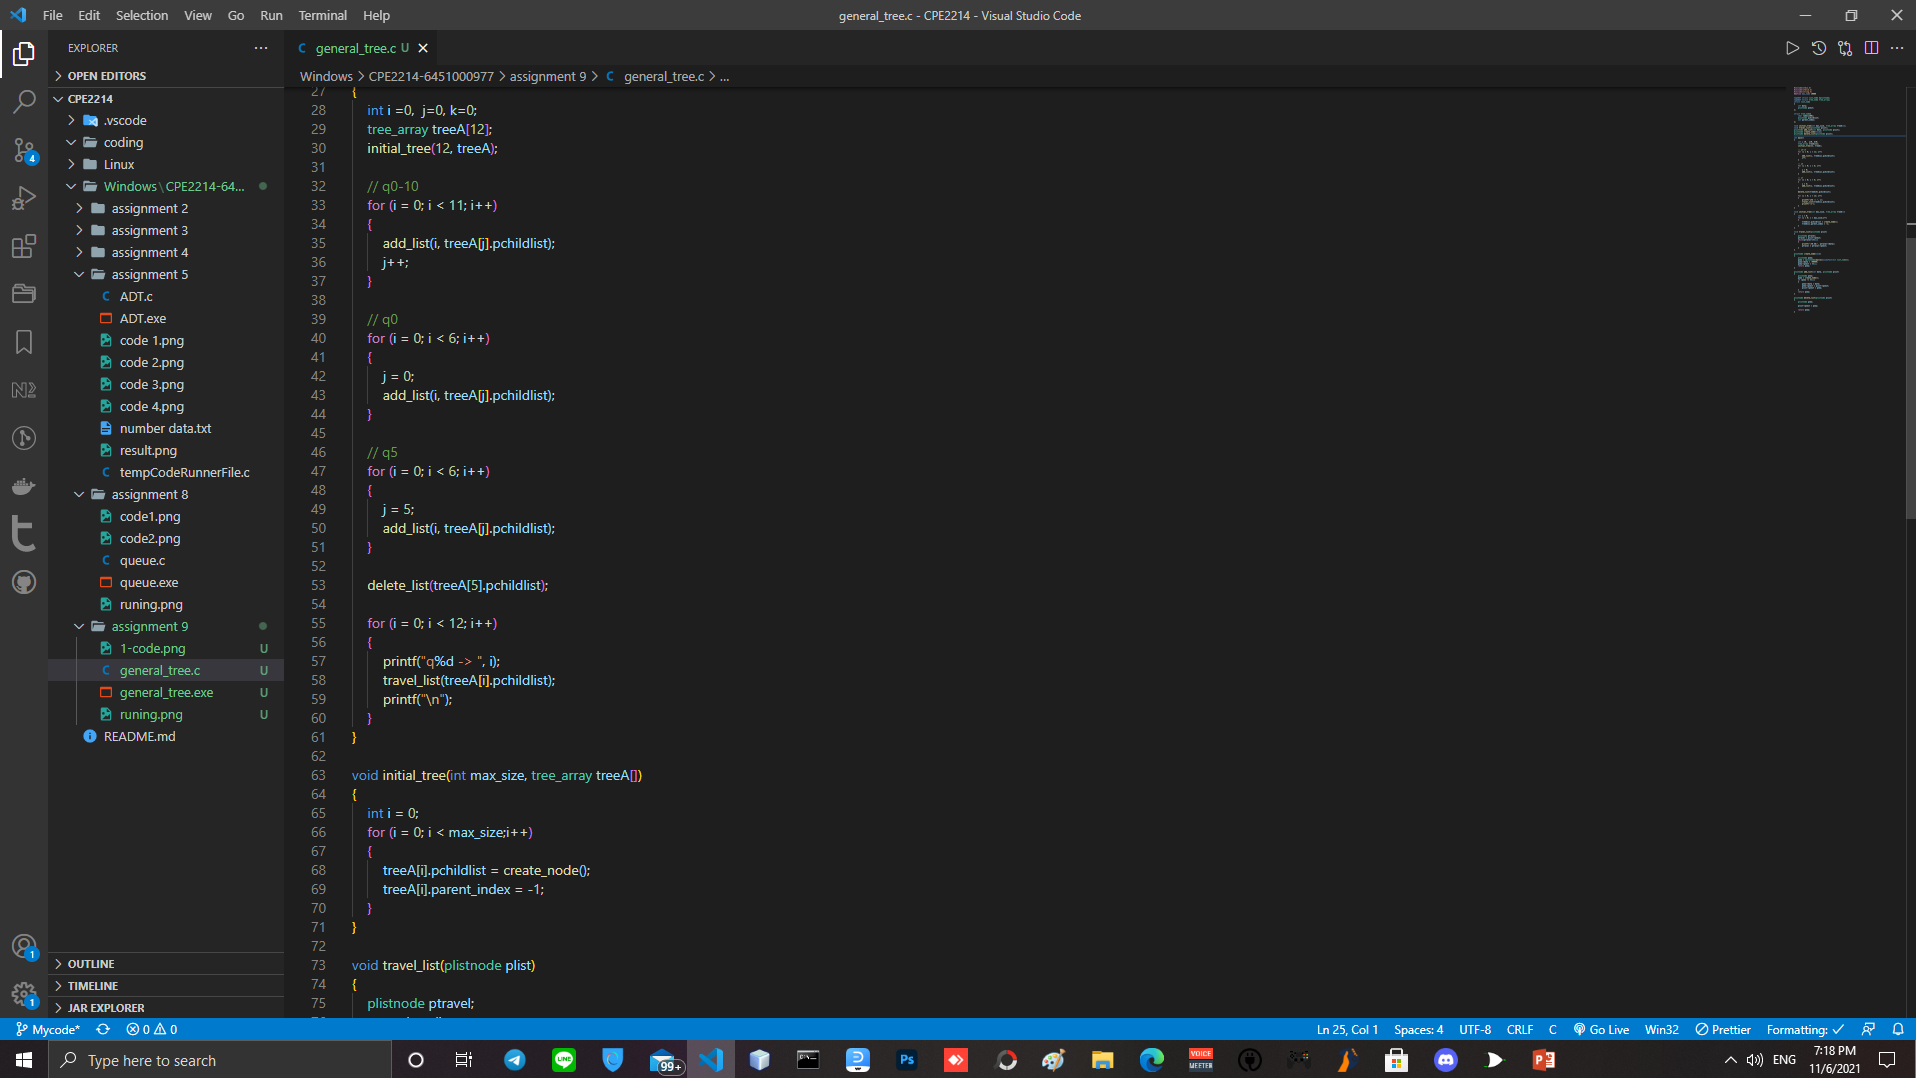 File Edit Selection View Go Run Terminal Help
general_tree.c - CPE2214 - Visual Studio Code
EXPLORER
OPEN EDITORS
CPE2214
.vscode
coding
Linux
Windows\CPE2214-64...
assignment 2
assignment 3
assignment 4
assignment 5
ADT.c
ADT.exe
code 1.png
code 2.png
code 3.png
code 4.png
number data.txt
result.png
tempCodeRunnerFile.c
assignment 8
code1.png
code2.png
queue.c
queue.exe
runing.png
assignment 9
1-code.png U
general_tree.c U
general_tree.exe U
runing.png U
README.md
OUTLINE
TIMELINE
JAR EXPLORER
4
1
1
general_tree.c U
Windows > CPE2214-6451000977 > assignment 9 > C general_tree.c > ...
27 {
28 int i =0, j=0, k=0;
29 tree_array treeA[12];
30 initial_tree(12, treeA);
31
32 // q0-10
33 for (i = 0; i < 11; i++)
34 {
35 add_list(i, treeA[j].pchildlist);
36 j++;
37 }
38
39 // q0
40 for (i = 0; i < 6; i++)
41 {
42 j = 0;
43 add_list(i, treeA[j].pchildlist);
44 }
45
46 // q5
47 for (i = 0; i < 6; i++)
48 {
49 j = 5;
50 add_list(i, treeA[j].pchildlist);
51 }
52
53 delete_list(treeA[5].pchildlist);
54
55 for (i = 0; i < 12; i++)
56 {
57 printf("q%d -> ", i);
58 travel_list(treeA[i].pchildlist);
59 printf("\n");
60 }
61 }
62
63 void initial_tree(int max_size, tree_array treeA[])
64 {
65 int i = 0;
66 for (i = 0; i < max_size;i++)
67 {
68 treeA[i].pchildlist = create_node();
69 treeA[i].parent_index = -1;
70 }
71 }
72
73 void travel_list(plistnode plist)
74 {
75 plistnode ptravel;
Mycode* 0 0 Ln 25, Col 1 Spaces: 4 UTF-8 CRLF C Go Live Win32 Prettier Formatting:
Type here to search
LINE
99+
Ps
VOICE
MEETER
ENG
7:18 PM
11/6/2021